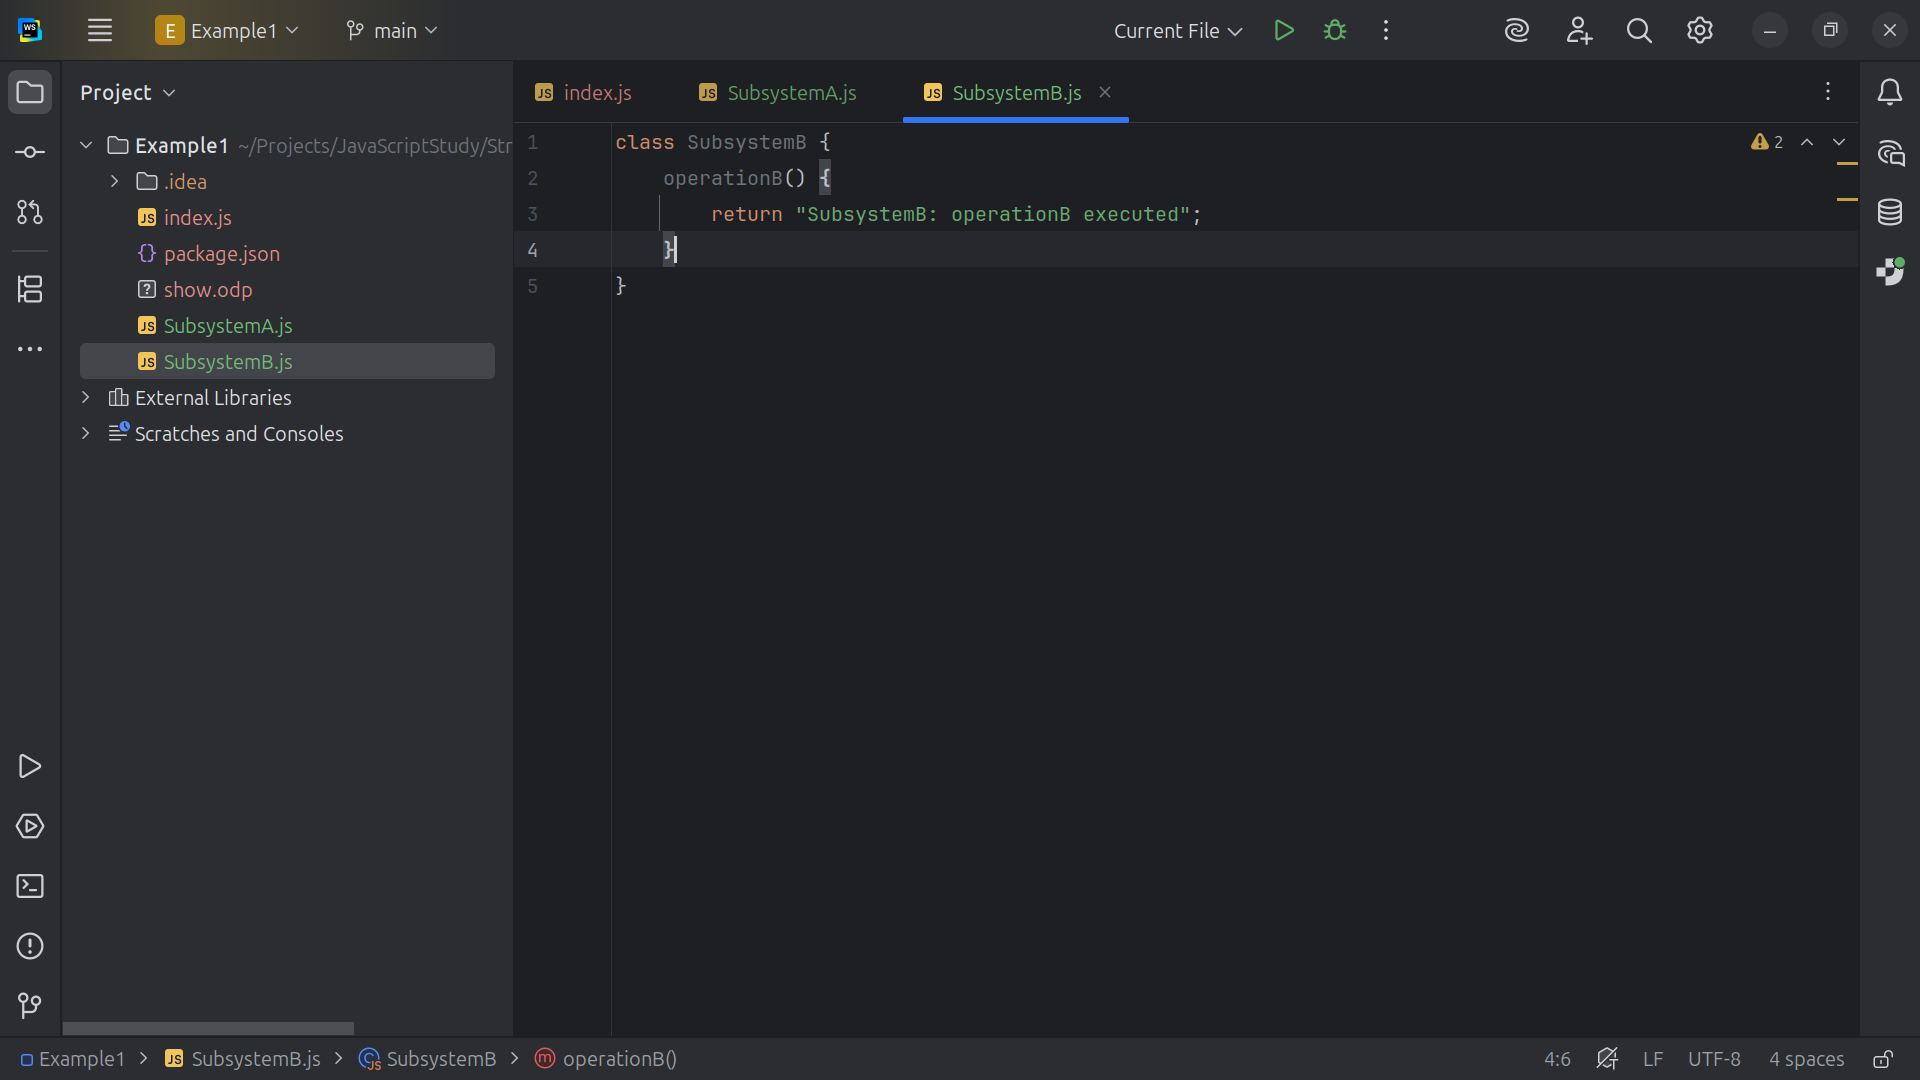 WS
E Example1
main
Current File
Project
index.js
SubsystemA.js
SubsystemB.js
Example1 ~/Projects/JavaScriptStudy/Str
.idea
index.js
package.json
show.odp
SubsystemA.js
SubsystemB.js
External Libraries
Scratches and Consoles
1 class SubsystemB {
2     operationB() {
3         return "SubsystemB: operationB executed";
4     }
5 }
2
Example1 > SubsystemB.js > SubsystemB > operationB()
4:6 LF UTF-8 4 spaces